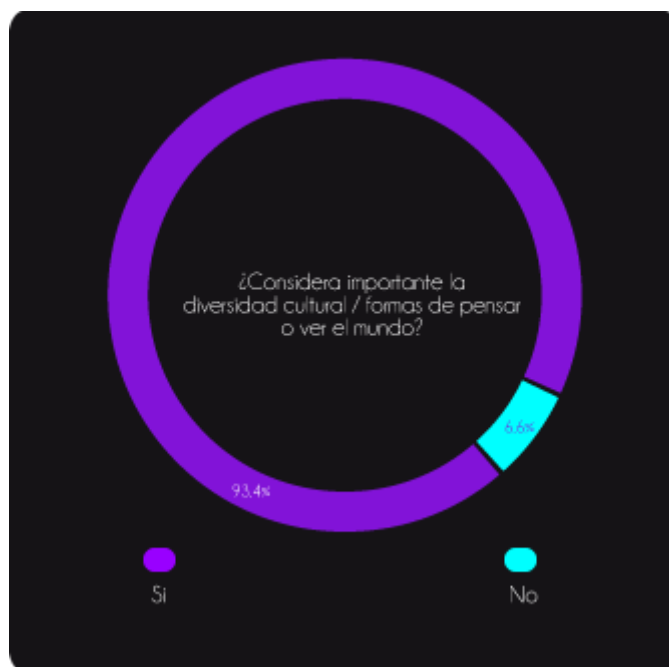 ¿Considera importante la
diversidad cultural / formas de pensar
o ver el mundo?
6.6%
93.4%
Si
No